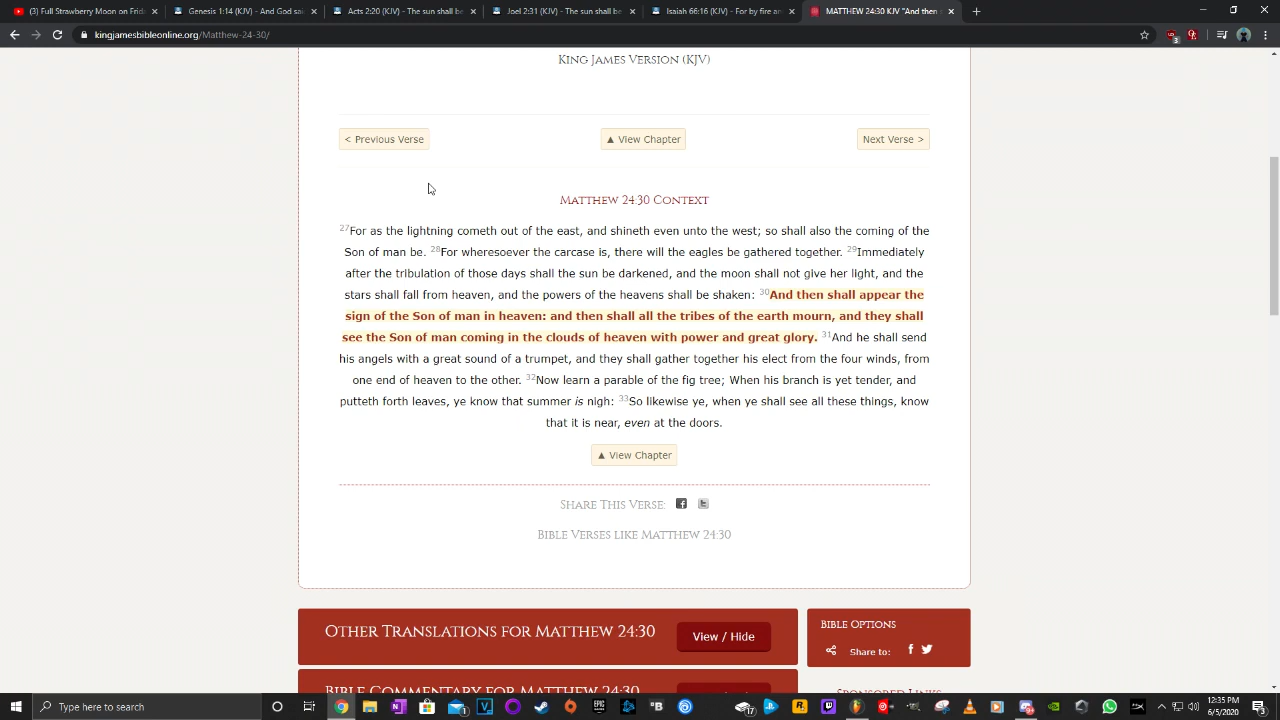 (3) Full Strawberry Moon on Frid
Genesis 1:14 (KJV) - And God sa
Acts 2:20 (KJV) - The sun shall b
Joel 2:31 (KJV) - The sun shall be
Isaiah 66:16 (KJV) - For by fire an
MATTHEW 24:30 KJV
kingjamesbibleonline.org/Matthew-24-30/
King James Version (KJV)
< Previous Verse
▲ View Chapter
Next Verse >
Matthew 24:30 Context
27For as the lightning cometh out of the east, and shineth even unto the west; so shall also the coming of the
Son of man be. 28For wheresoever the carcase is, there will the eagles be gathered together. 29Immediately
after the tribulation of those days shall the sun be darkened, and the moon shall not give her light, and the
stars shall fall from heaven, and the powers of the heavens shall be shaken: 30And then shall appear the
sign of the Son of man in heaven: and then shall all the tribes of the earth mourn, and they shall
see the Son of man coming in the clouds of heaven with power and great glory. 31And he shall send
his angels with a great sound of a trumpet, and they shall gather together his elect from the four winds, from
one end of heaven to the other. 32Now learn a parable of the fig tree; When his branch is yet tender, and
putteth forth leaves, ye know that summer is nigh: 33So likewise ye, when ye shall see all these things, know
that it is near, even at the doors.
▲ View Chapter
Share This Verse:
Bible Verses like Matthew 24:30
Other Translations for Matthew 24:30
View / Hide
Bible Options
Share to:
Bible Commentary for Matthew 24:30
Sponsored Links
Type here to search
12:35 PM
6/5/2020